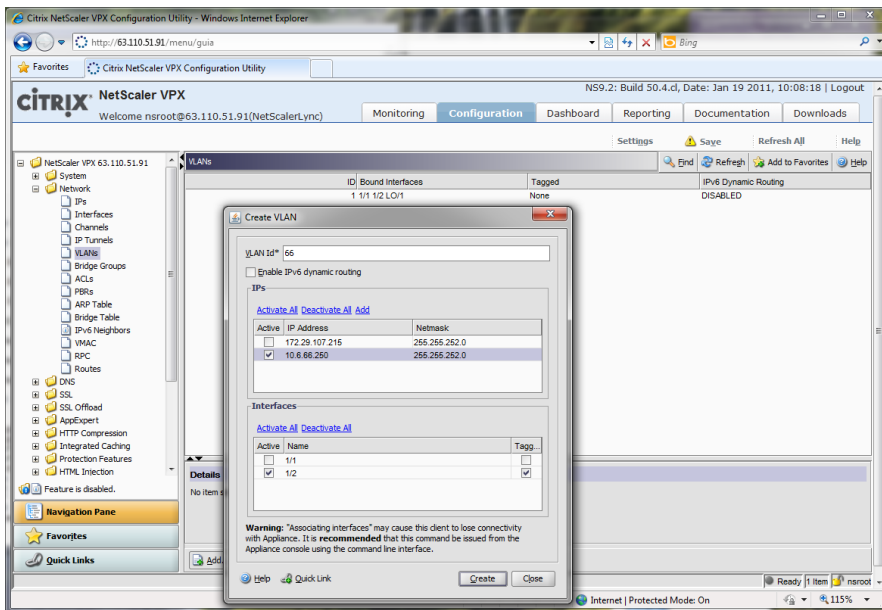 Citrix NetScaler VPX Configuration Utility - Windows Internet Explorer
http://63.110.51.91/menu/guia
Bing
Favorites
Citrix NetScaler VPX Configuration Utility
CITRIX NetScaler VPX
NS9.2: Build 50.4.cl, Date: Jan 19 2011, 10:08:18 | Logout
Welcome nsroot@63.110.51.91(NetScalerLync)
Monitoring Configuration Dashboard Reporting Documentation Downloads
Settings Save Refresh All Help
NetScaler VPX 63.110.51.91
System
Network
IPs
Interfaces
Channels
IP Tunnels
VLANs
Bridge Groups
ACLs
PBRs
ARP Table
Bridge Table
IPv6 Neighbors
VMAC
RPC
Routes
DNS
SSL
SSL Offload
AppExpert
HTTP Compression
Integrated Caching
Protection Features
HTML Injection
Feature is disabled.
Navigation Pane
Favorites
Quick Links
VLANs
Find Refresh Add to Favorites Help
ID Bound Interfaces Tagged IPv6 Dynamic Routing
1 1/1 1/2 LO/1 None DISABLED
Create VLAN
VLAN Id* 66
Enable IPv6 dynamic routing
IPs
Activate All Deactivate All Add
Active IP Address Netmask
172.29.107.215 255.255.252.0
10.6.66.250 255.255.252.0
Interfaces
Activate All Deactivate All
Active Name Tagg...
1/1
1/2
Warning: "Associating interfaces" may cause this client to lose connectivity
with Appliance. It is recommended that this command be issued from the
Appliance console using the command line interface.
Help Quick Link Create Close
Details
No item s
Add.
Ready 1 Item nsroot
Internet | Protected Mode: On
115%